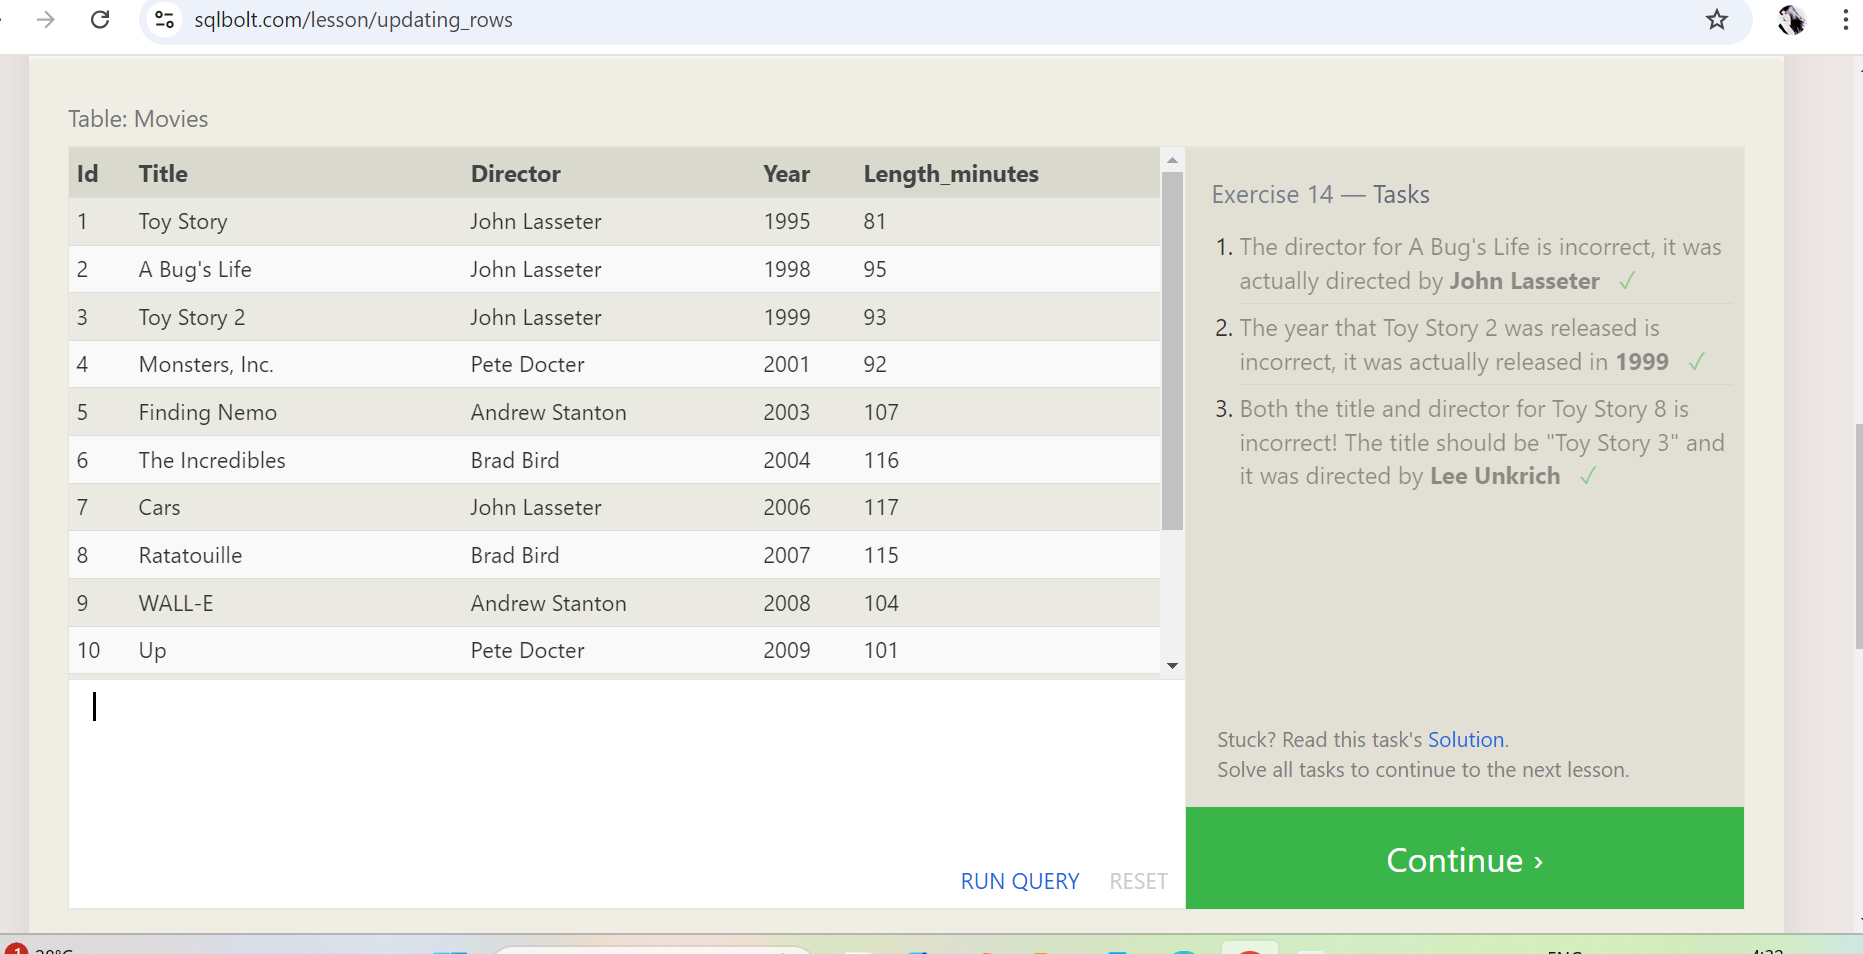 sqlbolt.com/lesson/updating_rows
Table: Movies
Id Title Director Year Length_minutes
1 Toy Story John Lasseter 1995 81
2 A Bug's Life John Lasseter 1998 95
3 Toy Story 2 John Lasseter 1999 93
4 Monsters, Inc. Pete Docter 2001 92
5 Finding Nemo Andrew Stanton 2003 107
6 The Incredibles Brad Bird 2004 116
7 Cars John Lasseter 2006 117
8 Ratatouille Brad Bird 2007 115
9 WALL-E Andrew Stanton 2008 104
10 Up Pete Docter 2009 101
RUN QUERY RESET
Exercise 14 — Tasks
1. The director for A Bug's Life is incorrect, it was
actually directed by John Lasseter ✓
2. The year that Toy Story 2 was released is
incorrect, it was actually released in 1999 ✓
3. Both the title and director for Toy Story 8 is
incorrect! The title should be "Toy Story 3" and
it was directed by Lee Unkrich ✓
Stuck? Read this task's Solution.
Solve all tasks to continue to the next lesson.
Continue ›